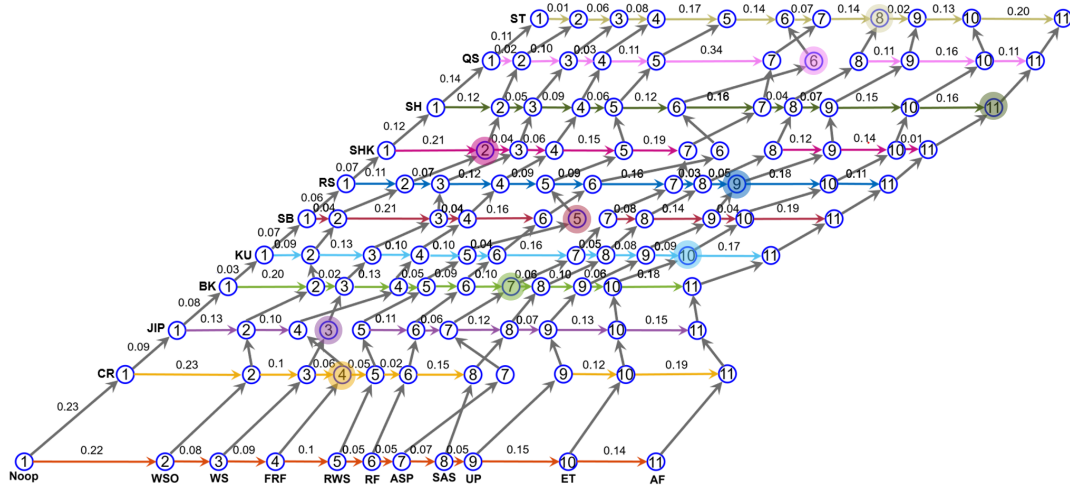 0.01 0.06 0.08 0.17 0.14 0.07 0.14 0.02 0.13 0.20
ST 1 2 3 4 5 6 7 8 9 10 11
0.11 0.02 0.10 0.03 0.11 0.34 0.11 0.16 0.11
QS 1 2 3 4 5 7 6 8 9 10 11
0.14 0.12 0.05 0.09 0.06 0.12 0.16 0.04 0.07 0.15 0.16
SH 1 2 3 4 5 6 7 8 9 10 11
0.12 0.21 0.04 0.06 0.15 0.19 0.12 0.14 0.01
SHK 1 2 3 4 5 7 6 8 9 10 11
0.07 0.11 0.07 0.12 0.09 0.09 0.16 0.03 0.05 0.18 0.11
RS 1 2 3 4 5 6 7 8 9 10 11
0.06 0.04 0.21 0.04 0.16 0.08 0.14 0.04 0.19
SB 1 2 3 4 6 5 7 8 9 10 11
0.07 0.09 0.13 0.10 0.10 0.04 0.16 0.05 0.08 0.09 0.17
KU 1 2 3 4 5 6 7 8 9 10 11
0.03 0.20 0.02 0.13 0.05 0.09 0.10 0.06 0.10 0.06 0.18
BK 1 2 3 4 5 6 7 8 9 10 11
0.08 0.13 0.10 0.11 0.06 0.12 0.07 0.13 0.15
JIP 1 2 4 3 5 6 7 8 9 10 11
0.09 0.23 0.1 0.06 0.05 0.02 0.15 0.12 0.19
CR 1 2 3 4 5 6 8 7 9 10 11
0.23
0.22 0.08 0.09 0.1 0.05 0.05 0.07 0.05 0.15 0.14
1 2 3 4 5 6 7 8 9 10 11
Noop WSO WS FRF RWS RF ASP SAS UP ET AF